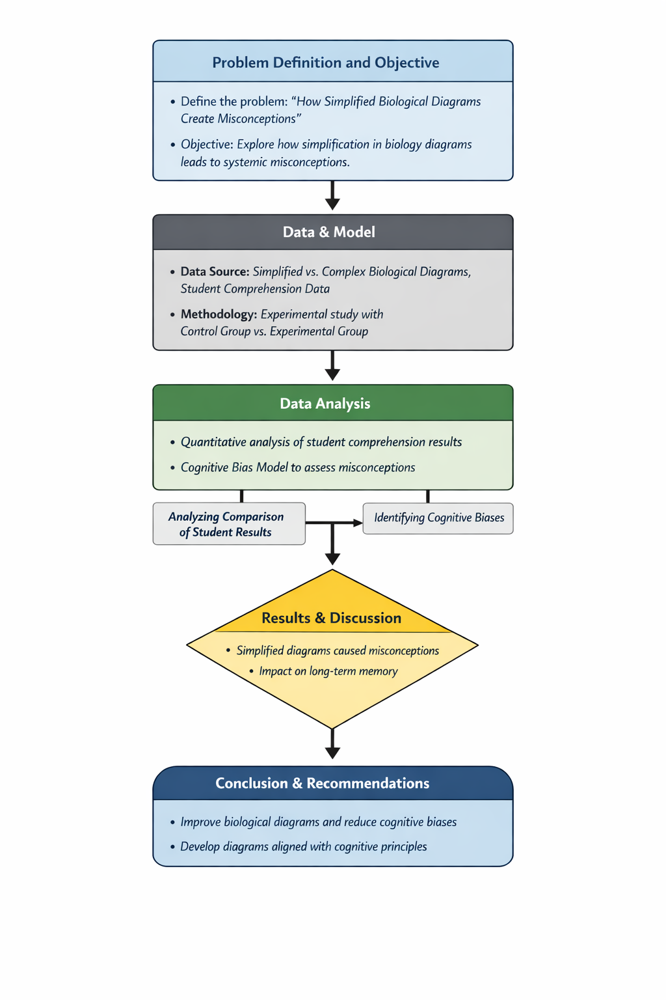 Problem Definition and Objective
• Define the problem: “How Simplified Biological Diagrams
Create Misconceptions”
• Objective: Explore how simplification in biology diagrams
leads to systemic misconceptions.
Data & Model
• Data Source: Simplified vs. Complex Biological Diagrams,
Student Comprehension Data
• Methodology: Experimental study with
Control Group vs. Experimental Group
Data Analysis
• Quantitative analysis of student comprehension results
• Cognitive Bias Model to assess misconceptions
Analyzing Comparison
of Student Results
Identifying Cognitive Biases
Results & Discussion
• Simplified diagrams caused misconceptions
• Impact on long-term memory
Conclusion & Recommendations
• Improve biological diagrams and reduce cognitive biases
• Develop diagrams aligned with cognitive principles